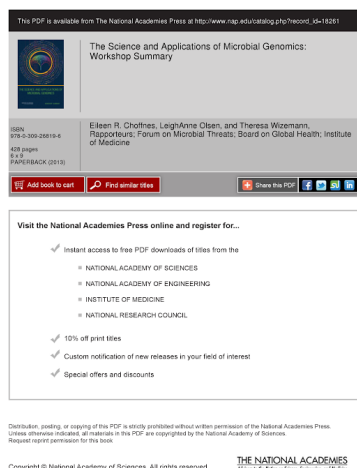 This PDF is available from The National Academies Press at http://www.nap.edu/catalog.php?record_id=18261
The Science and Applications of Microbial Genomics:
Workshop Summary
ISBN
978-0-309-26819-6
428 pages
6 x 9
PAPERBACK (2013)
Eileen R. Choffnes, LeighAnne Olsen, and Theresa Wizemann,
Rapporteurs; Forum on Microbial Threats; Board on Global Health; Institute
of Medicine
Add book to cart
Find similar titles
Share this PDF
Visit the National Academies Press online and register for...
Instant access to free PDF downloads of titles from the
NATIONAL ACADEMY OF SCIENCES
NATIONAL ACADEMY OF ENGINEERING
INSTITUTE OF MEDICINE
NATIONAL RESEARCH COUNCIL
10% off print titles
Custom notification of new releases in your field of interest
Special offers and discounts
Distribution, posting, or copying of this PDF is strictly prohibited without written permission of the National Academies Press.
Unless otherwise indicated, all materials in this PDF are copyrighted by the National Academy of Sciences.
Request reprint permission for this book
Copyright © National Academy of Sciences. All rights reserved.
THE NATIONAL ACADEMIES